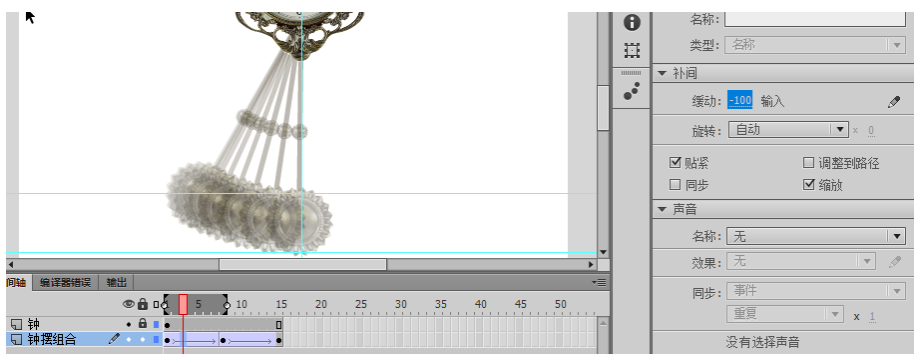 名称:
类型: 名称
补间
缓动: -100 输入
旋转: 自动 x 0
贴紧 调整到路径
同步 缩放
声音
名称: 无
效果: 无
同步: 事件
重复 x 1
没有选择声音
间轴 编译器错误 输出
5 10 15 20 25 30 35 40 45 50
钟
钟摆组合